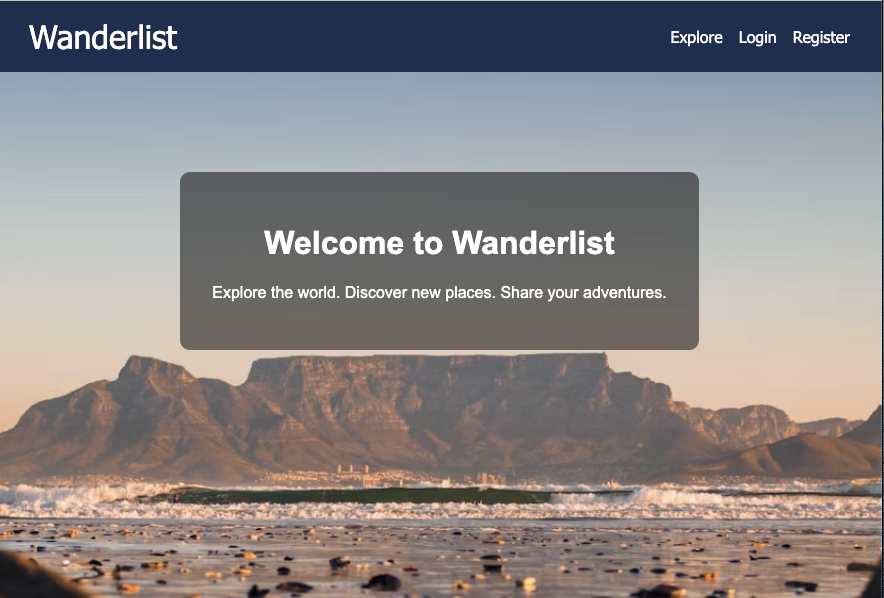 Wanderlist
Explore Login Register
Welcome to Wanderlist
Explore the world. Discover new places. Share your adventures.